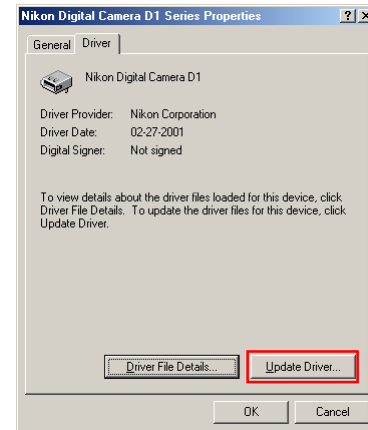 Nikon Digital Camera D1 Series Properties ? x
General Driver
Nikon Digital Camera D1
Driver Provider: Nikon Corporation
Driver Date: 02-27-2001
Digital Signer: Not signed
To view details about the driver files loaded for this device, click
Driver File Details. To update the driver files for this device, click
Update Driver.
Driver File Details... Update Driver...
OK Cancel